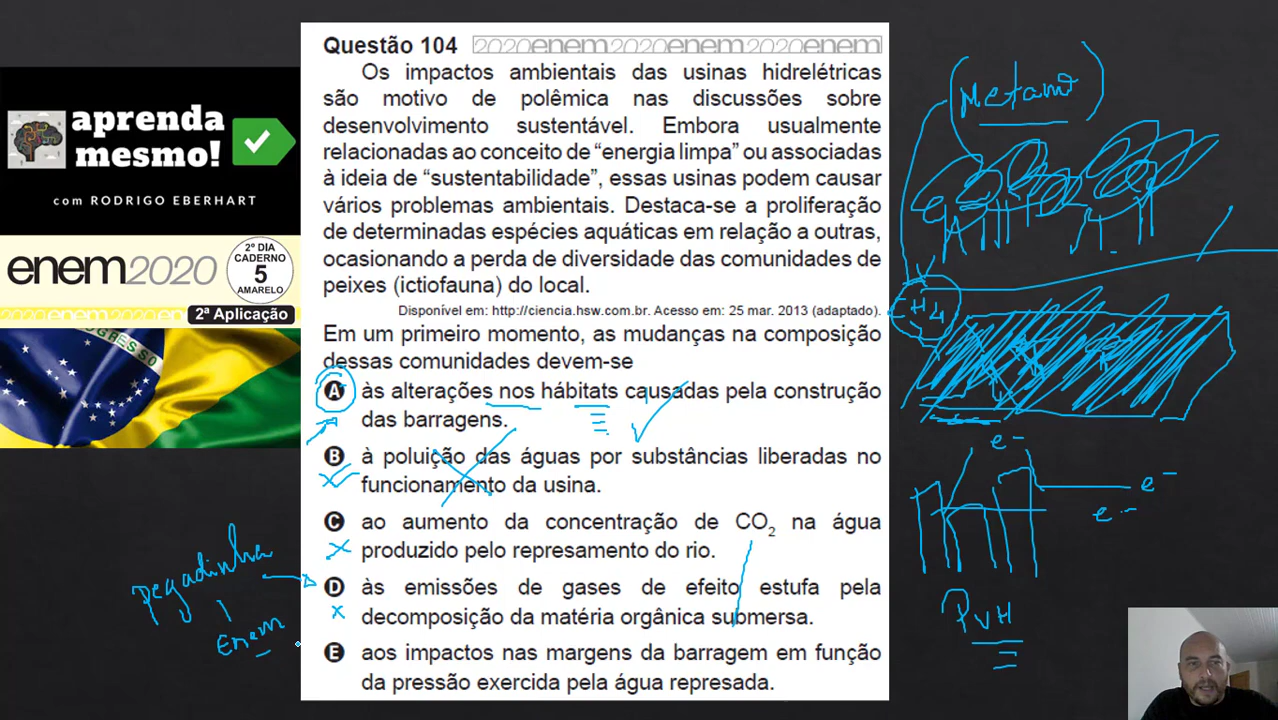 aprenda
mesmo!
com RODRIGO EBERHART
enem2020
2º DIA
CADERNO
5
AMARELO
2ª Aplicação
Questão 104
2020enem2020enem2020enem
Os impactos ambientais das usinas hidrelétricas
são motivo de polêmica nas discussões sobre
desenvolvimento sustentável. Embora usualmente
relacionadas ao conceito de “energia limpa” ou associadas
à ideia de “sustentabilidade”, essas usinas podem causar
vários problemas ambientais. Destaca-se a proliferação
de determinadas espécies aquáticas em relação a outras,
ocasionando a perda de diversidade das comunidades de
peixes (ictiofauna) do local.
Disponível em: http://ciencia.hsw.com.br. Acesso em: 25 mar. 2013 (adaptado).
Em um primeiro momento, as mudanças na composição
dessas comunidades devem-se
A às alterações nos hábitats causadas pela construção
das barragens.
B à poluição das águas por substâncias liberadas no
funcionamento da usina.
C ao aumento da concentração de CO2 na água
produzido pelo represamento do rio.
D às emissões de gases de efeito estufa pela
decomposição da matéria orgânica submersa.
E aos impactos nas margens da barragem em função
da pressão exercida pela água represada.
pegadinha
Enem
CH4
e-
e-
e-
PVH